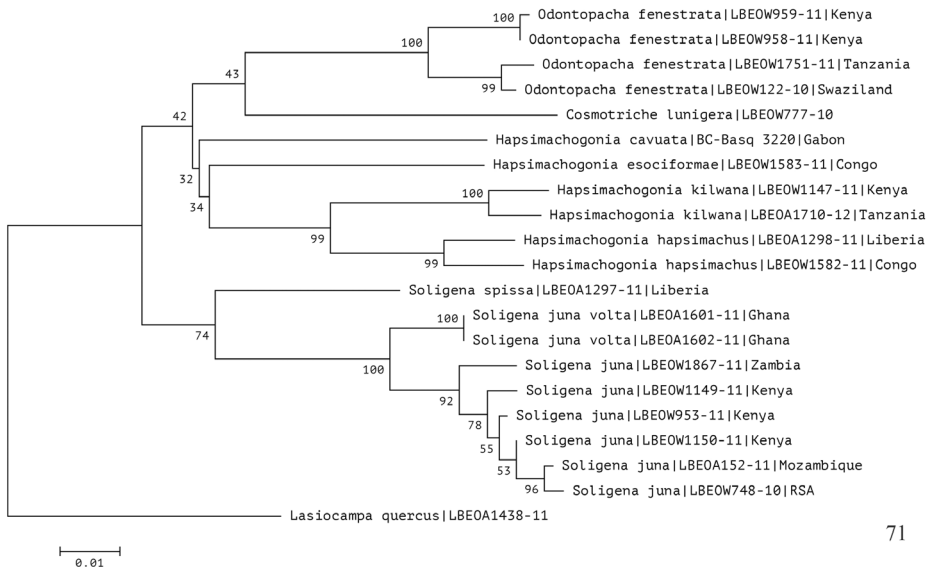 100
Odontopacha fenestrata|LBEOW959-11|Kenya
Odontopacha fenestrata|LBEOW958-11|Kenya
100
Odontopacha fenestrata|LBEOW1751-11|Tanzania
43
99
Odontopacha fenestrata|LBEOW122-10|Swaziland
Cosmotriche lunigera|LBEOW777-10
42
Hapsimachogonia cavuata|BC-Basq 3220|Gabon
Hapsimachogonia esociformae|LBEOW1583-11|Congo
32
Hapsimachogonia kilwana|LBEOW1147-11|Kenya
100
34
Hapsimachogonia kilwana|LBEOA1710-12|Tanzania
99
Hapsimachogonia hapsimachus|LBEOA1298-11|Liberia
99
Hapsimachogonia hapsimachus|LBEOW1582-11|Congo
Soligena spissa|LBEOA1297-11|Liberia
74
100
Soligena juna volta|LBEOA1601-11|Ghana
Soligena juna volta|LBEOA1602-11|Ghana
100
Soligena juna|LBEOW1867-11|Zambia
92
Soligena juna|LBEOW1149-11|Kenya
78
Soligena juna|LBEOW953-11|Kenya
55
Soligena juna|LBEOW1150-11|Kenya
53
Soligena juna|LBEOA152-11|Mozambique
96
Soligena juna|LBEOW748-10|RSA
Lasiocampa quercus|LBEOA1438-11
71
0.01